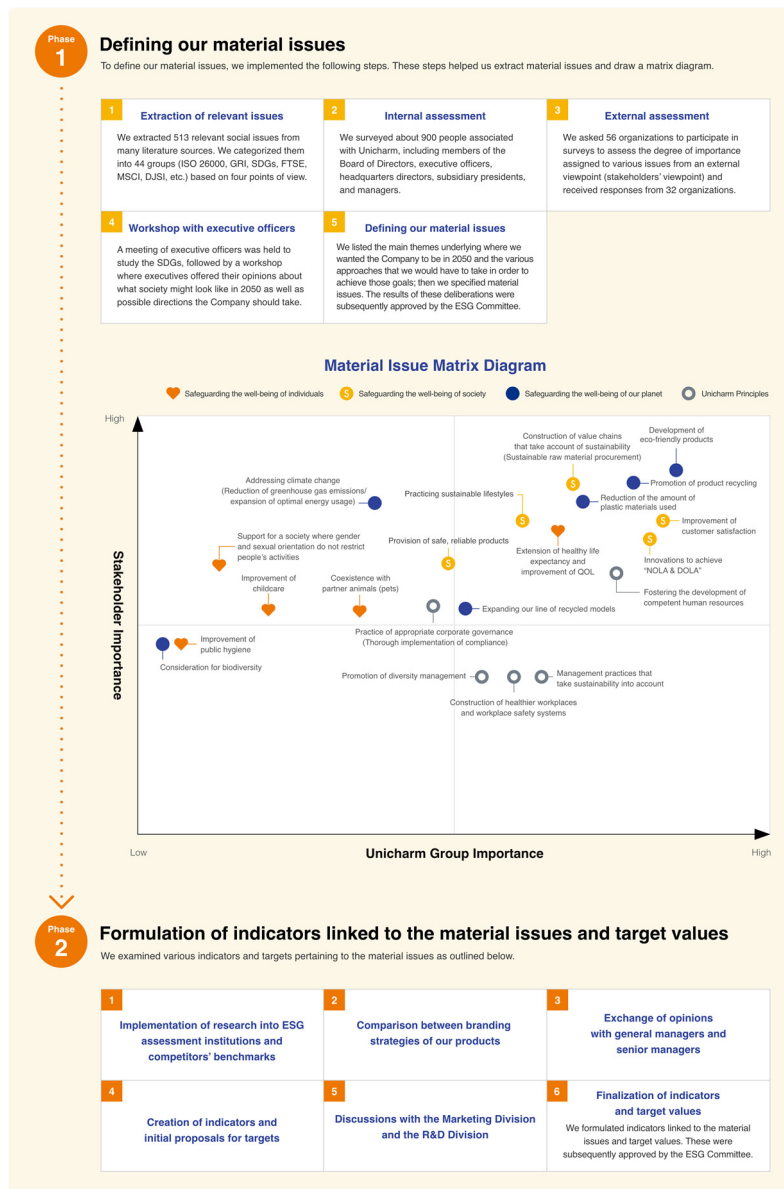 Phase
1
Defining our material issues
To define our material issues, we implemented the following steps. These steps helped us extract material issues and draw a matrix diagram.
1
Extraction of relevant issues
We extracted 513 relevant social issues from
many literature sources. We categorized them
into 44 groups (ISO 26000, GRI, SDGs, FTSE,
MSCI, DJSI, etc.) based on four points of view.
2
Internal assessment
We surveyed about 900 people associated
with Unicharm, including members of the
Board of Directors, executive officers,
headquarters directors, subsidiary presidents,
and managers.
3
External assessment
We asked 56 organizations to participate in
surveys to assess the degree of importance
assigned to various issues from an external
viewpoint (stakeholders' viewpoint) and
received responses from 32 organizations.
4
Workshop with executive officers
A meeting of executive officers was held to
study the SDGs, followed by a workshop
where executives offered their opinions about
what society might look like in 2050 as well as
possible directions the Company should take.
5
Defining our material issues
We listed the main themes underlying where we
wanted the Company to be in 2050 and the various
approaches that we would have to take in order to
achieve those goals; then we specified material
issues. The results of these deliberations were
subsequently approved by the ESG Committee.
Material Issue Matrix Diagram
Safeguarding the well-being of individuals
$ Safeguarding the well-being of society
Safeguarding the well-being of our planet
Unicharm Principles
High
Stakeholder Importance
Development of
eco-friendly products
Construction of value chains
that take account of sustainability
(Sustainable raw material procurement)
$
Promotion of product recycling
Addressing climate change
(Reduction of greenhouse gas emissions/
expansion of optimal energy usage)
Practicing sustainable lifestyles
$
Reduction of the amount of
plastic materials used
$
Improvement of
customer satisfaction
Support for a society where gender
and sexual orientation do not restrict
people's activities
Provision of safe, reliable products
$
Extension of healthy life
expectancy and
improvement of QOL
$
Innovations to achieve
"NOLA & DOLA"
Improvement of
childcare
Coexistence with
partner animals (pets)
Fostering the development of
competent human resources
Expanding our line of recycled models
Practice of appropriate corporate governance
(Thorough implementation of compliance)
Improvement of
public hygiene
Consideration for biodiversity
Promotion of diversity management
Management practices that
take sustainability into account
Construction of healthier workplaces
and workplace safety systems
Low
Unicharm Group Importance
High
Phase
2
Formulation of indicators linked to the material issues and target values
We examined various indicators and targets pertaining to the material issues as outlined below.
1
Implementation of research into ESG
assessment institutions and
competitors' benchmarks
2
Comparison between branding
strategies of our products
3
Exchange of opinions
with general managers and
senior managers
4
Creation of indicators and
initial proposals for targets
5
Discussions with the Marketing Division
and the R&D Division
6
Finalization of indicators
and target values
We formulated indicators linked to the material
issues and target values. These were
subsequently approved by the ESG Committee.